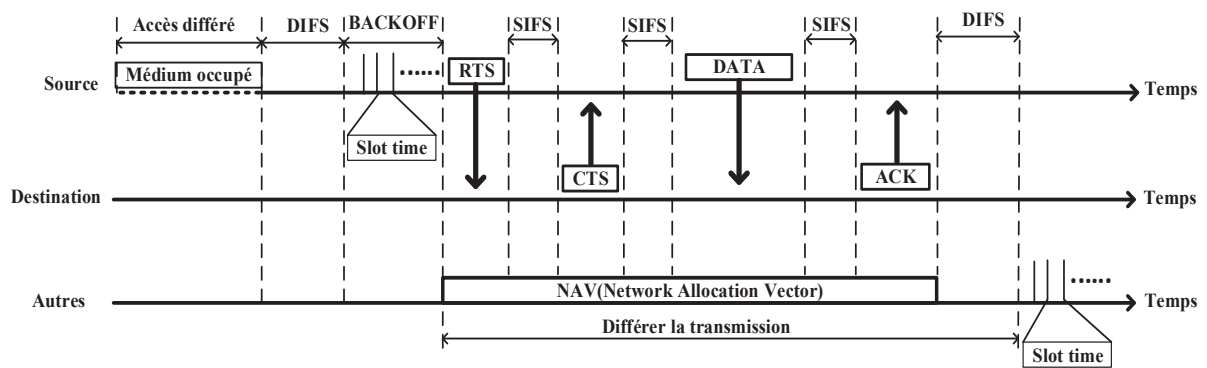 Accès différé DIFS BACKOFF SIFS SIFS SIFS DIFS
Source Médium occupé ...... RTS DATA Temps
Slot time
CTS ACK
Destination Temps
Autres NAV(Network Allocation Vector) ...... Temps
Différer la transmission
Slot time